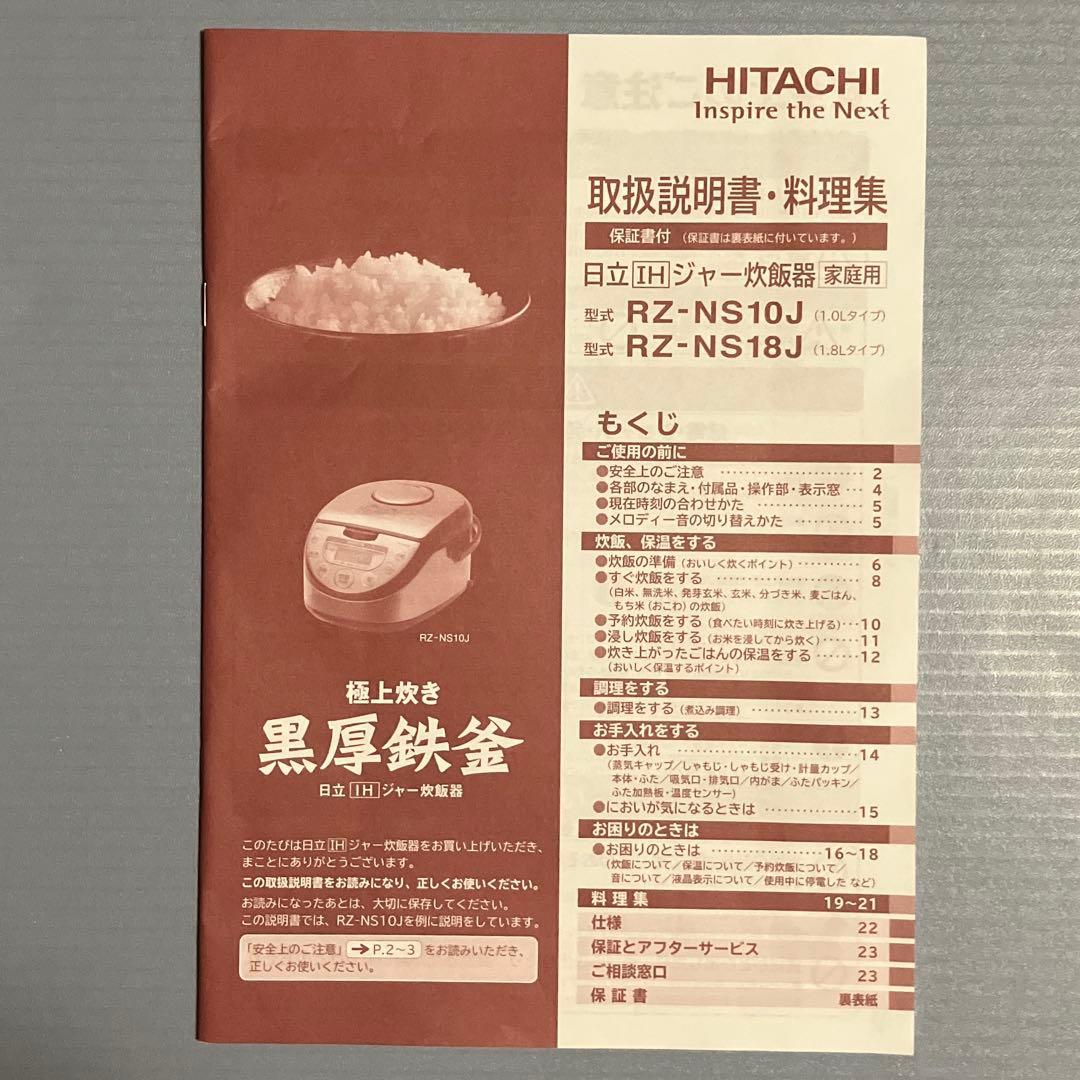 HITACHI
Inspire the Next
取扱説明書・料理集
保証書付 (保証書は裏表紙に付いています。)
日立 IH ジャー炊飯器 家庭用
型式 RZ-NS10J (1.0Lタイプ)
型式 RZ-NS18J (1.8Lタイプ)
もくじ
ご使用の前に
●安全上のご注意 ……………………… 2
●各部のなまえ・付属品・操作部・表示窓 … 4
●現在時刻の合わせかた ……………… 5
●メロディー音の切り替えかた ………… 5
炊飯、保温をする
●炊飯の準備 (おいしく炊くポイント) ………… 6
●すぐ炊飯をする ……………………… 8
(白米、無洗米、発芽玄米、玄米、分づき米、麦ごはん、
もち米(おこわ)の炊飯)
●予約炊飯をする (食べたい時刻に炊き上げる) … 10
●浸し炊飯をする (お米を浸してから炊く) …… 11
●炊き上がったごはんの保温をする …… 12
(おいしく保温するポイント)
調理をする
●調理をする (煮込み調理) ……………… 13
お手入れをする
●お手入れ …………………………… 14
(蒸気キャップ/しゃもじ・しゃもじ受け・計量カップ/
本体・ふた/吸気口・排気口/内がま/ふたパッキン/
ふた加熱板・温度センサー)
●においが気になるときは …………… 15
お困りのときは
●お困りのときは ……………… 16~18
(炊飯について/保温について/予約炊飯について/
音について/液晶表示について/使用中に停電した など)
料理集 19~21
仕様 22
保証とアフターサービス 23
ご相談窓口 23
保証書 裏表紙
RZ-NS10J
極上炊き
黒厚鉄釜
日立 IH ジャー炊飯器
このたびは日立 IH ジャー炊飯器をお買い上げいただき、
まことにありがとうございます。
この取扱説明書をお読みになり、正しくお使いください。
お読みになったあとは、大切に保存してください。
この説明書では、RZ-NS10Jを例に説明をしています。
「安全上のご注意」 → P.2~3 をお読みいただき、
正しくお使いください。